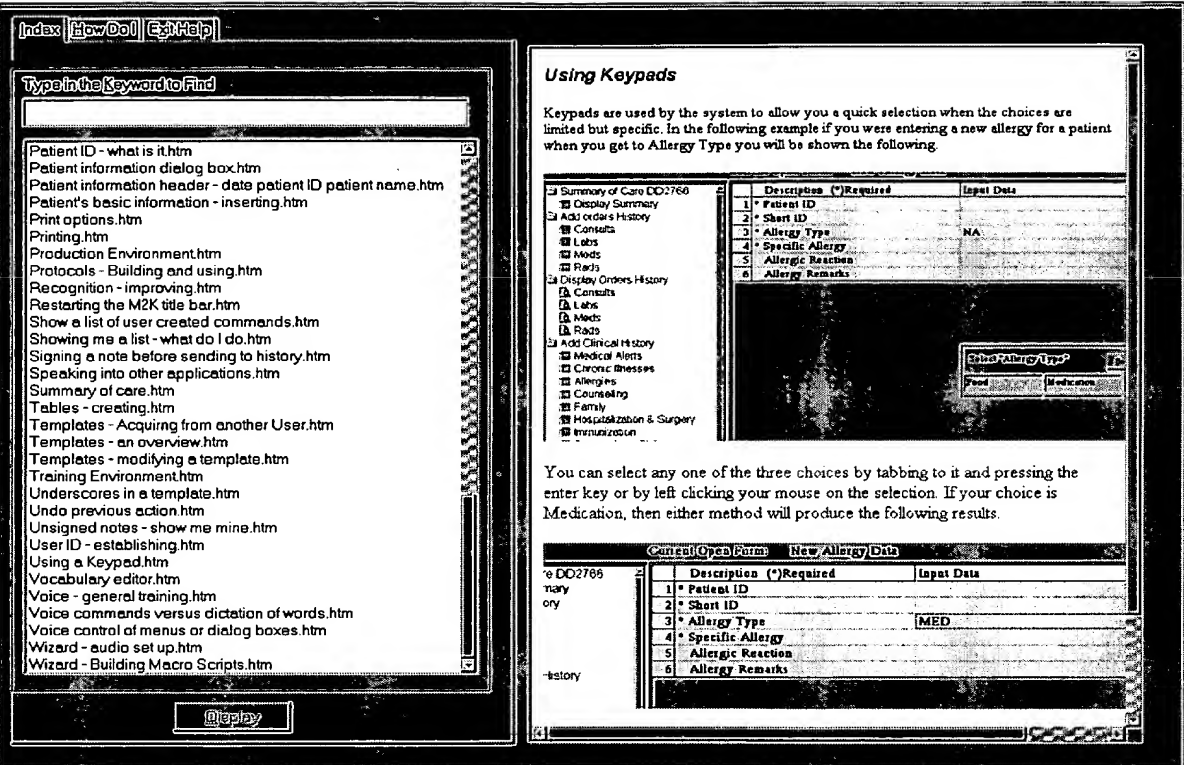 Index How Do I Exit Help
Type in the Keyword to Find
Patient ID - what is it.htm
Patient information dialog box.htm
Patient information header - date patient ID patient name.htm
Patient's basic information - inserting.htm
Print options.htm
Printing.htm
Production Environment.htm
Protocols - Building and using.htm
Recognition - improving.htm
Restarting the M2K title bar.htm
Show a list of user created commands.htm
Showing me a list - what do I do.htm
Signing a note before sending to history.htm
Speaking into other applications.htm
Summary of care.htm
Tables - creating.htm
Templates - Acquirng from another User.htm
Templates - an overview.htm
Templates - modifying a template.htm
Training Environment.htm
Underscores in a template.htm
Undo previous action.htm
Unsigned notes - show me mine.htm
User ID - establishing.htm
Using a Keypad.htm
Vocabulary editor.htm
Voice - general training.htm
Voice commands versus dictation of words.htm
Voice control of menus or dialog boxes.htm
Wizard - audio set up.htm
Wizard - Building Macro Scripts.htm
Display
Using Keypads
Keypads are used by the system to allow you a quick selection when the choices are
limited but specific. In the following example if you were entering a new allergy for a patient
when you get to Allergy Type you will be shown the following.
Summary of Care DD2766
Display Summary
Add orders History
Consults
Labs
Meds
Rads
Display Orders History
Consults
Labs
Meds
Rads
Add Clinical History
Medical Alerts
Chronic Illnesses
Allergies
Counseling
Family
Hospitalization & Surgery
Immunization
Description (*)Required Input Data
1 * Patient ID
2 * Short ID
3 * Allergy Type NA
4 * Specific Allergy
5 Allergic Reaction
6 Allergy Remarks
Select "Allergy Type"
Food Medication
You can select any one of the three choices by tabbing to it and pressing the
enter key or by left clicking your mouse on the selection. If your choice is
Medication, then either method will produce the following results.
Current Open Form: New Allergy Data
re DD2766
mary
ory
History
Description (*)Required Input Data
1 * Patient ID
2 * Short ID
3 * Allergy Type MED
4 * Specific Allergy
5 Allergic Reaction
6 Allergy Remarks